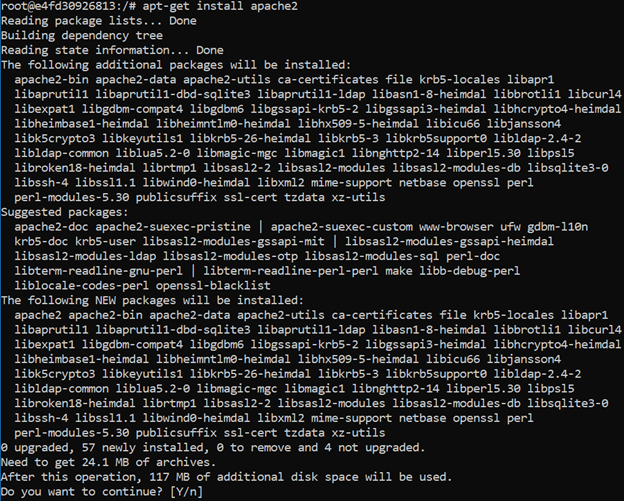 root@e4fd30926813:/# apt-get install apache2
Reading package lists... Done
Building dependency tree
Reading state information... Done
The following additional packages will be installed:
  apache2-bin apache2-data apache2-utils ca-certificates file krb5-locales libapr1
  libaprutil1 libaprutil1-dbd-sqlite3 libaprutil1-ldap libasn1-8-heimdal libbrotli1 libcurl4
  libexpat1 libgdbm-compat4 libgdbm6 libgssapi-krb5-2 libgssapi3-heimdal libhcrypto4-heimdal
  libheimbase1-heimdal libheimntlm0-heimdal libhx509-5-heimdal libicu66 libjansson4
  libk5crypto3 libkeyutils1 libkrb5-26-heimdal libkrb5-3 libkrb5support0 libldap-2.4-2
  libldap-common liblua5.2-0 libmagic-mgc libmagic1 libnghttp2-14 libperl5.30 libpsl5
  libroken18-heimdal librtmp1 libsasl2-2 libsasl2-modules libsasl2-modules-db libsqlite3-0
  libssh-4 libssl1.1 libwind0-heimdal libxml2 mime-support netbase openssl perl
  perl-modules-5.30 publicsuffix ssl-cert tzdata xz-utils
Suggested packages:
  apache2-doc apache2-suexec-pristine | apache2-suexec-custom www-browser ufw gdbm-l10n
  krb5-doc krb5-user libsasl2-modules-gssapi-mit | libsasl2-modules-gssapi-heimdal
  libsasl2-modules-ldap libsasl2-modules-otp libsasl2-modules-sql perl-doc
  libterm-readline-gnu-perl | libterm-readline-perl-perl make libb-debug-perl
  liblocale-codes-perl openssl-blacklist
The following NEW packages will be installed:
  apache2 apache2-bin apache2-data apache2-utils ca-certificates file krb5-locales libapr1
  libaprutil1 libaprutil1-dbd-sqlite3 libaprutil1-ldap libasn1-8-heimdal libbrotli1 libcurl4
  libexpat1 libgdbm-compat4 libgdbm6 libgssapi-krb5-2 libgssapi3-heimdal libhcrypto4-heimdal
  libheimbase1-heimdal libheimntlm0-heimdal libhx509-5-heimdal libicu66 libjansson4
  libk5crypto3 libkeyutils1 libkrb5-26-heimdal libkrb5-3 libkrb5support0 libldap-2.4-2
  libldap-common liblua5.2-0 libmagic-mgc libmagic1 libnghttp2-14 libperl5.30 libpsl5
  libroken18-heimdal librtmp1 libsasl2-2 libsasl2-modules libsasl2-modules-db libsqlite3-0
  libssh-4 libssl1.1 libwind0-heimdal libxml2 mime-support netbase openssl perl
  perl-modules-5.30 publicsuffix ssl-cert tzdata xz-utils
0 upgraded, 57 newly installed, 0 to remove and 4 not upgraded.
Need to get 24.1 MB of archives.
After this operation, 117 MB of additional disk space will be used.
Do you want to continue? [Y/n]